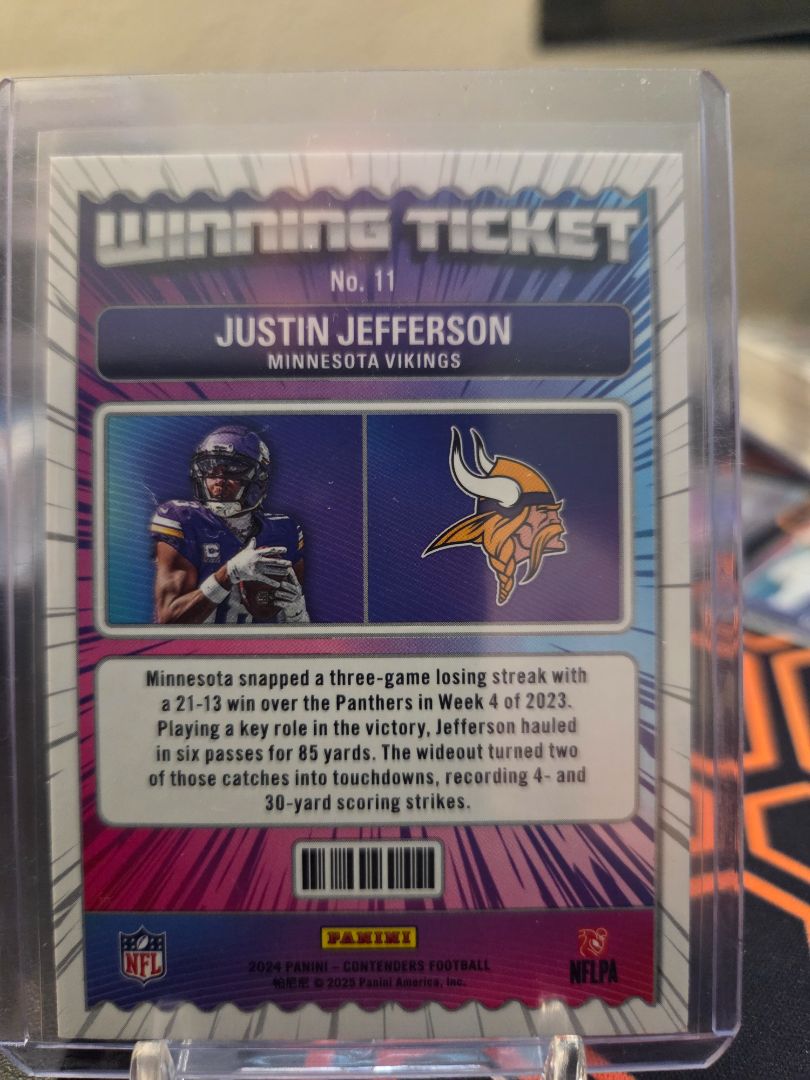 WINNING TICKET
No. 11
JUSTIN JEFFERSON
MINNESOTA VIKINGS
C
Minnesota snapped a three-game losing streak with
a 21-13 win over the Panthers in Week 4 of 2023.
Playing a key role in the victory, Jefferson hauled
in six passes for 85 yards. The wideout turned two
of those catches into touchdowns, recording 4- and
30-yard scoring strikes.
NFL
PANINI
NFLPA
2024 PANINI – CONTENDERS FOOTBALL
帕尼尼 © 2025 Panini America, Inc.